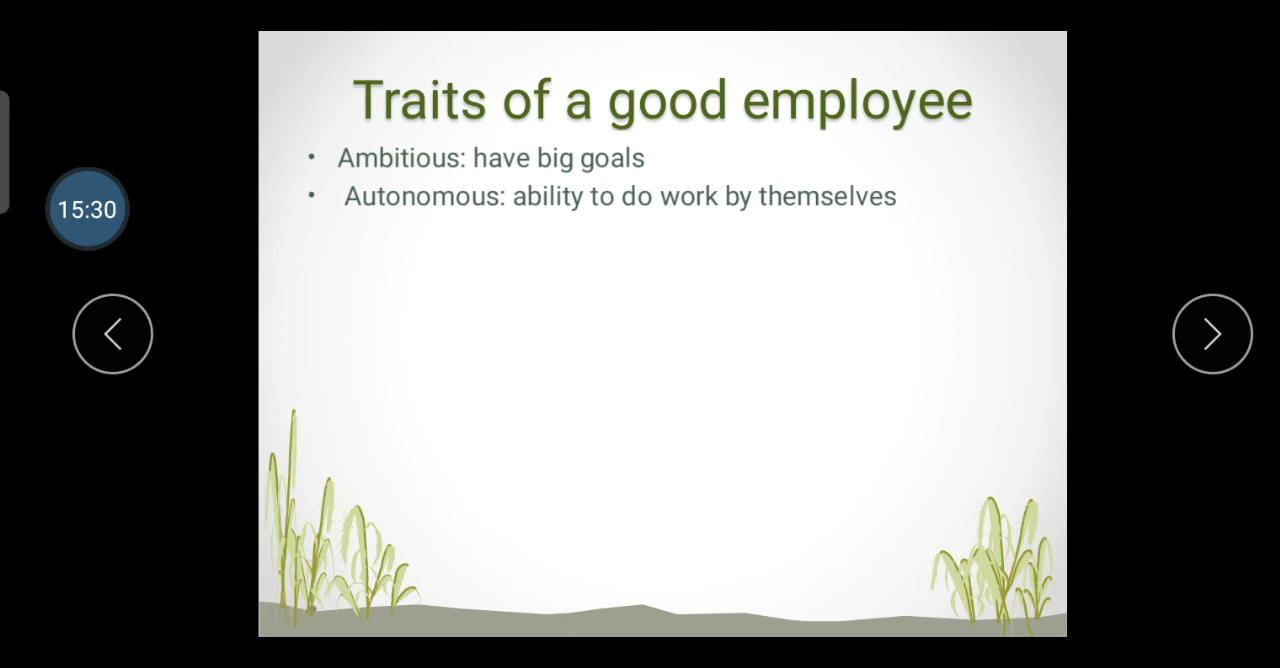 Traits of a good employee
• Ambitious: have big goals
• Autonomous: ability to do work by themselves
15:30